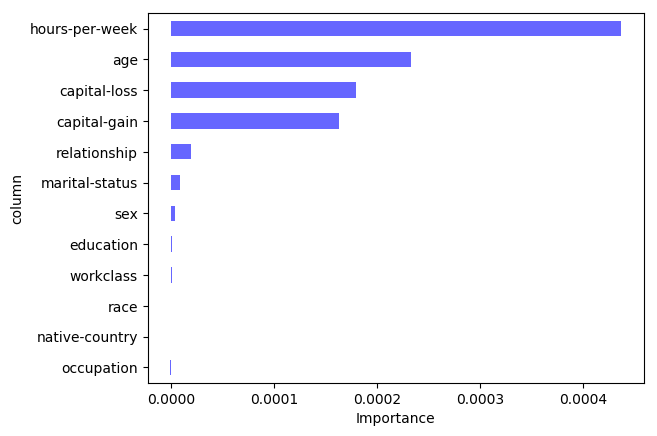 hours-per-week
age
capital-loss
capital-gain
relationship
marital-status
sex
education
workclass
race
native-country
occupation
column
0.0000 0.0001 0.0002 0.0003 0.0004
Importance